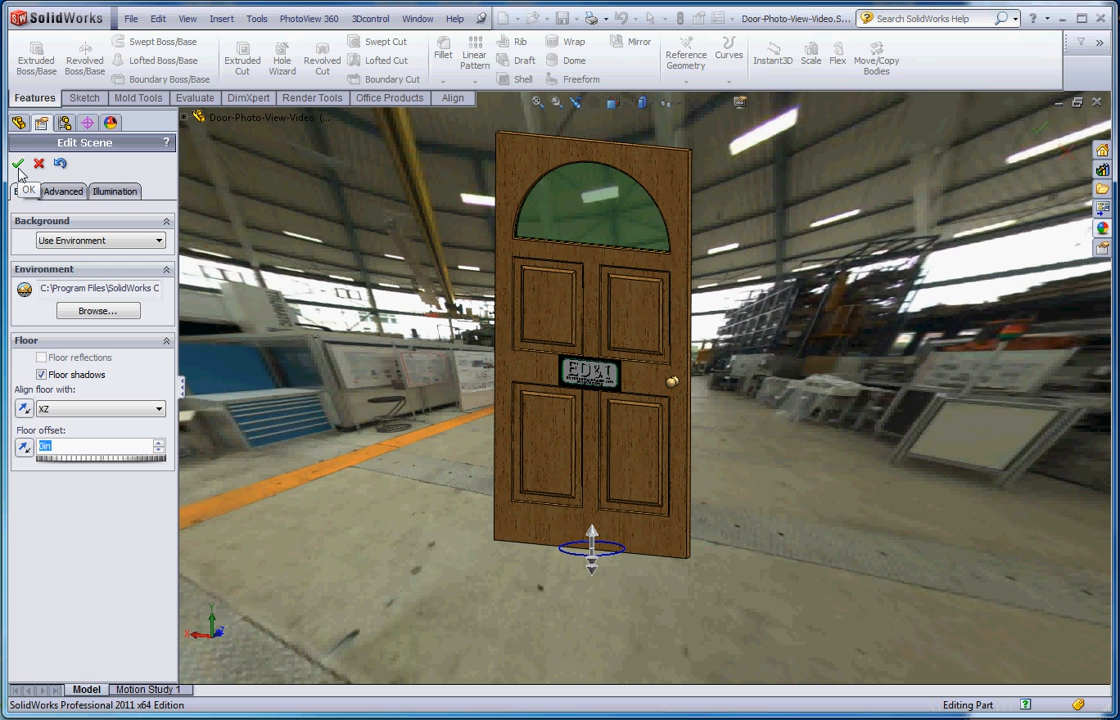 SolidWorks File Edit View Insert Tools PhotoView 360 3Dcontrol Window Help Door-Photo-View-Video.S... Search SolidWorks Help
Extruded Boss/Base
Revolved Boss/Base
Swept Boss/Base
Lofted Boss/Base
Boundary Boss/Base
Extruded Cut
Hole Wizard
Revolved Cut
Swept Cut
Lofted Cut
Boundary Cut
Fillet
Linear Pattern
Rib
Draft
Shell
Wrap
Dome
Freeform
Mirror
Reference Geometry
Curves
Instant3D
Scale
Flex
Move/Copy Bodies
Features Sketch Mold Tools Evaluate DimXpert Render Tools Office Products Align
Door-Photo-View-Video (...
Edit Scene ?
OK
Advanced Illumination
Background
Use Environment
Environment
C:\Program Files\SolidWorks C
Browse...
Floor
Floor reflections
Floor shadows
Align floor with:
XZ
Floor offset:
0in
ED&I
Y
X
Model Motion Study 1
SolidWorks Professional 2011 x64 Edition Editing Part